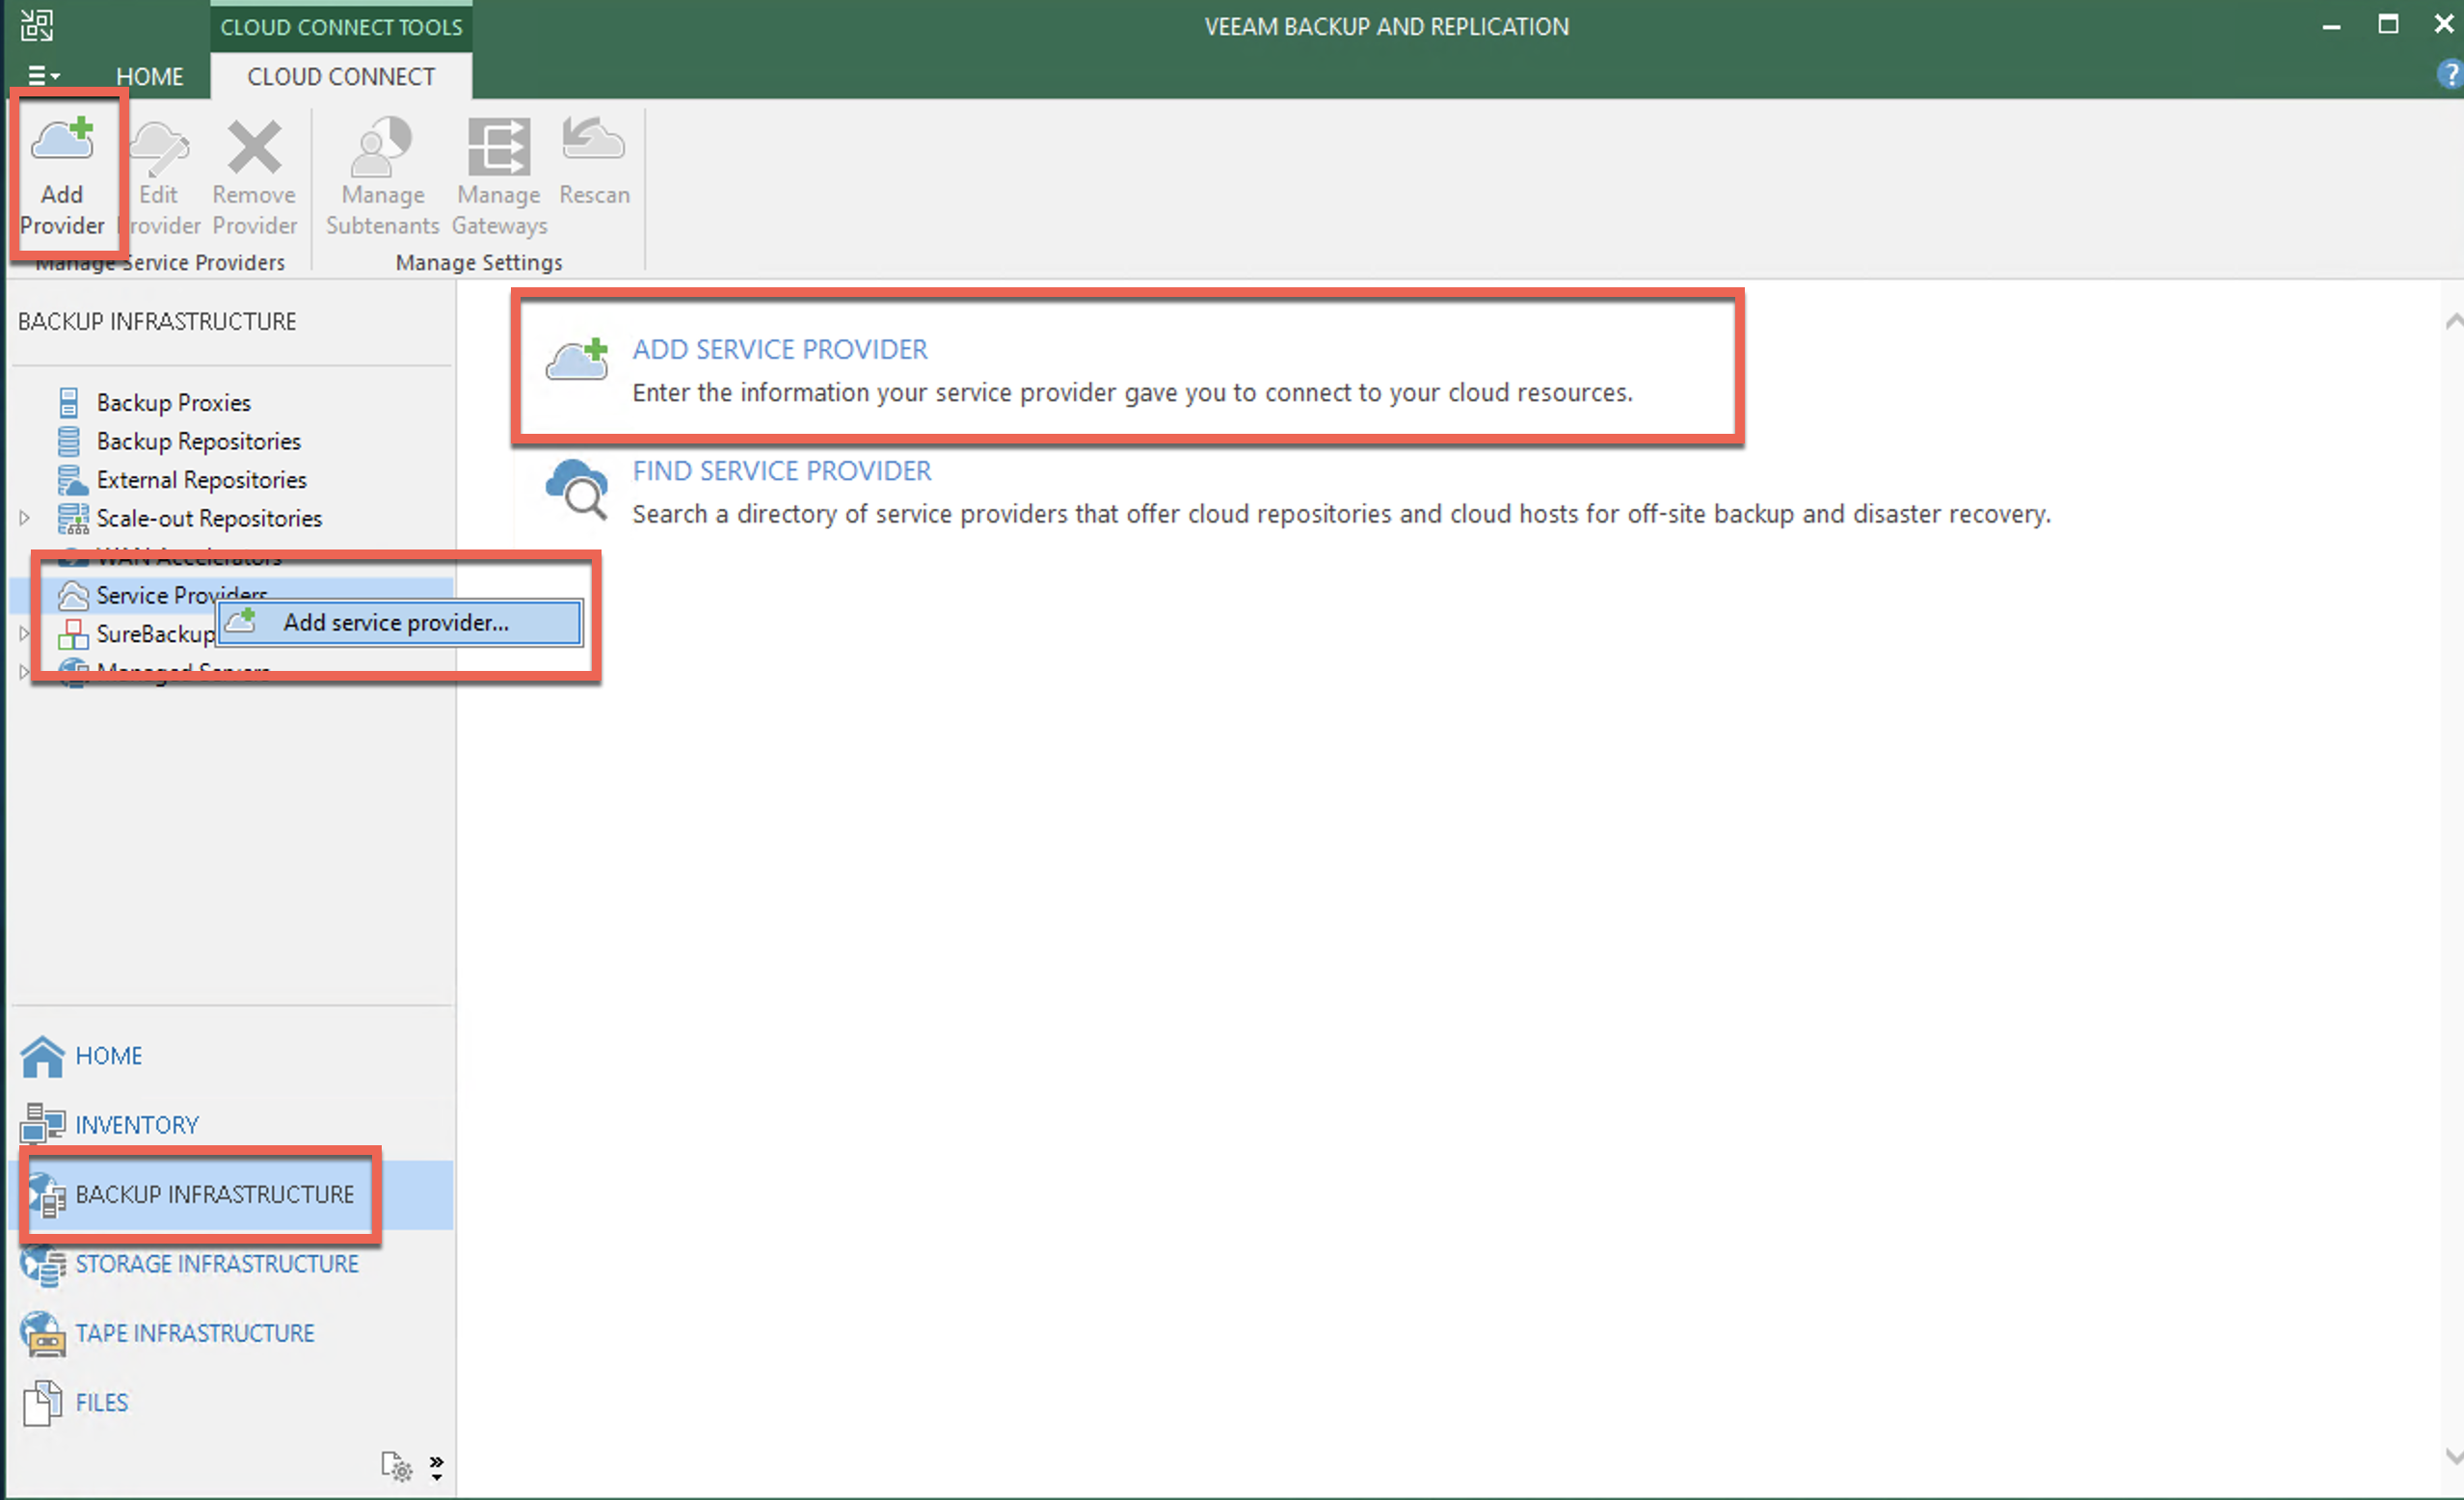 CLOUD CONNECT TOOLS
VEEAM BACKUP AND REPLICATION
HOME
CLOUD CONNECT
?
Add
Provider
Edit
Provider
Remove
Provider
Manage
Subtenants
Manage
Gateways
Rescan
Manage Service Providers
Manage Settings
BACKUP INFRASTRUCTURE
Backup Proxies
Backup Repositories
External Repositories
Scale-out Repositories
WAN Accelerators
Service Providers
Add service provider...
SureBackup
Managed Servers
ADD SERVICE PROVIDER
Enter the information your service provider gave you to connect to your cloud resources.
FIND SERVICE PROVIDER
Search a directory of service providers that offer cloud repositories and cloud hosts for off-site backup and disaster recovery.
HOME
INVENTORY
BACKUP INFRASTRUCTURE
STORAGE INFRASTRUCTURE
TAPE INFRASTRUCTURE
FILES